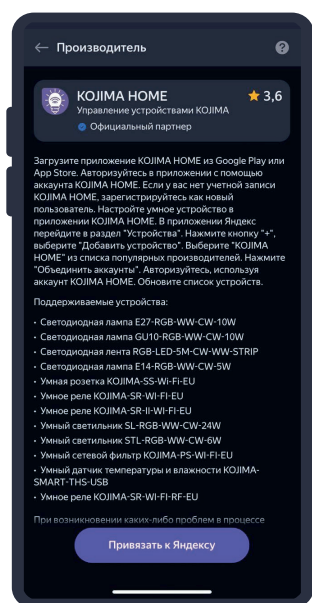 Производитель
?
KOJIMA HOME
3,6
Управление устройствами KOJIMA
Официальный партнер
Загрузите приложение KOJIMA HOME из Google Play или
App Store. Авторизуйтесь в приложении с помощью
аккаунта KOJIMA HOME. Если у вас нет учетной записи
KOJIMA HOME, зарегистрируйтесь как новый
пользователь. Настройте умное устройство в
приложении KOJIMA HOME. В приложении Яндекс
перейдите в раздел "Устройства". Нажмите кнопку "+",
выберите "Добавить устройство". Выберите "KOJIMA
HOME" из списка популярных производителей. Нажмите
"Объединить аккаунты". Авторизуйтесь, используя
аккаунт KOJIMA HOME. Обновите список устройств.
Поддерживаемые устройства:
• Светодиодная лампа E27-RGB-WW-CW-10W
• Светодиодная лампа GU10-RGB-WW-CW-10W
• Светодиодная лента RGB-LED-5M-CW-WW-STRIP
• Светодиодная лампа E14-RGB-WW-CW-5W
• Умная розетка KOJIMA-SS-Wi-Fi-EU
• Умное реле KOJIMA-SR-WI-FI-EU
• Умное реле KOJIMA-SR-II-WI-FI-EU
• Умный светильник SL-RGB-WW-CW-24W
• Умный светильник STL-RGB-WW-CW-6W
• Умный сетевой фильтр KOJIMA-PS-WI-FI-EU
• Умный датчик температуры и влажности KOJIMA-
SMART-THS-USB
• Умное реле KOJIMA-SR-WI-FI-RF-EU
При возникновении каких-либо проблем в процессе
Привязать к Яндексу